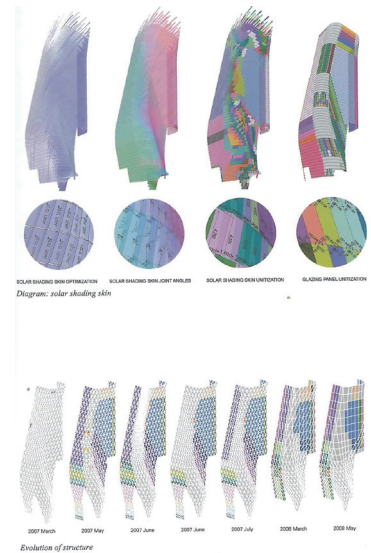 SOLAR SHADING SKIN OPTIMIZATION
SOLAR SHADING SKIN JOINT ANGLES
SOLAR SHADING SKIN UNITIZATION
GLAZING PANEL UNITIZATION
Diagram: solar shading skin
2007 March
2007 May
2007 June
2007 June
2007 July
2008 March
2008 May
Evolution of structure